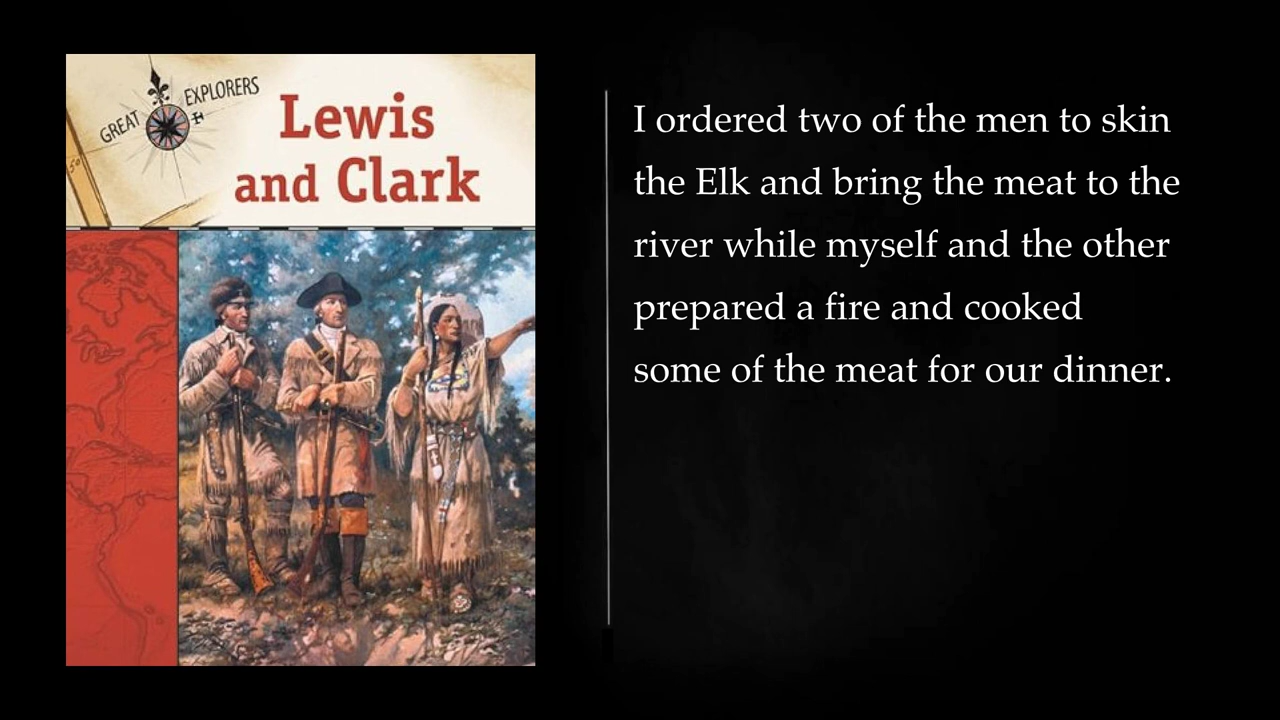 GREAT EXPLORERS
Lewis
and Clark
50
I ordered two of the men to skin
the Elk and bring the meat to the
river while myself and the other
prepared a fire and cooked
some of the meat for our dinner.